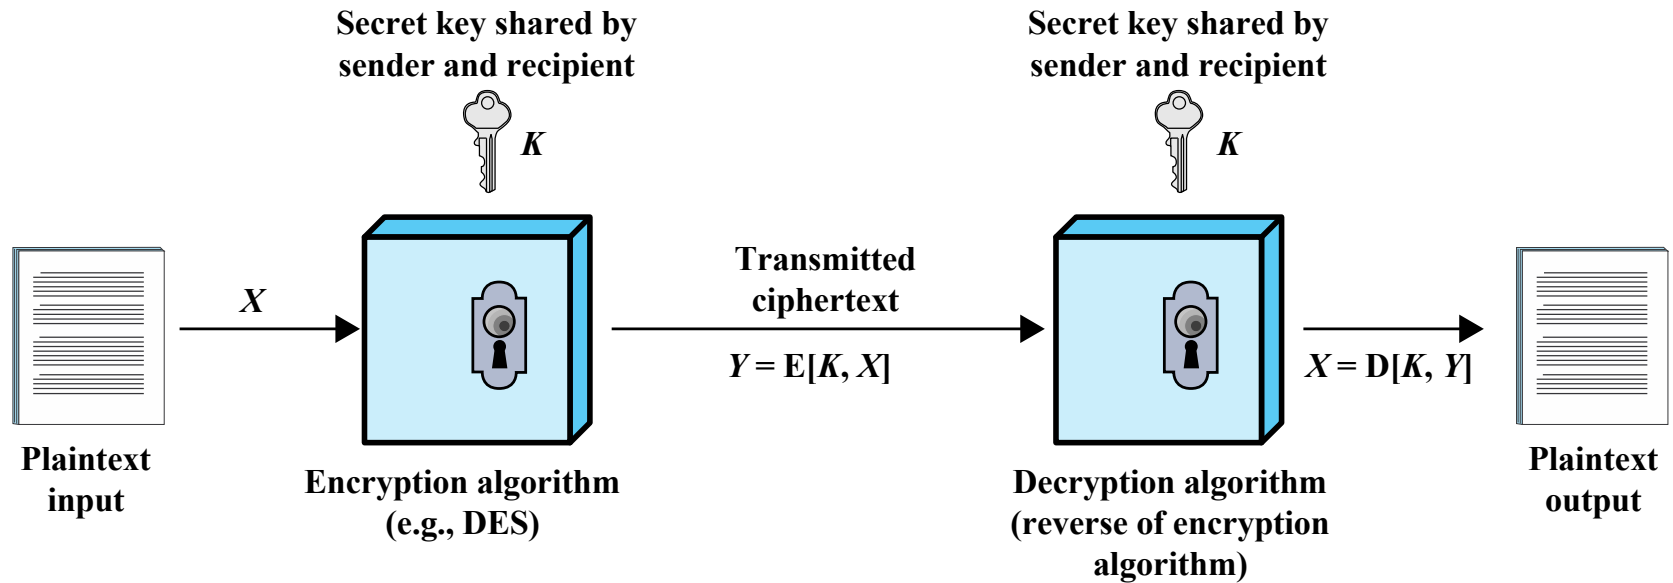 Secret key shared by
sender and recipient
K
Secret key shared by
sender and recipient
K
X
Transmitted
ciphertext
Y = E[K, X]
X = D[K, Y]
Plaintext
input
Encryption algorithm
(e.g., DES)
Decryption algorithm
(reverse of encryption
algorithm)
Plaintext
output